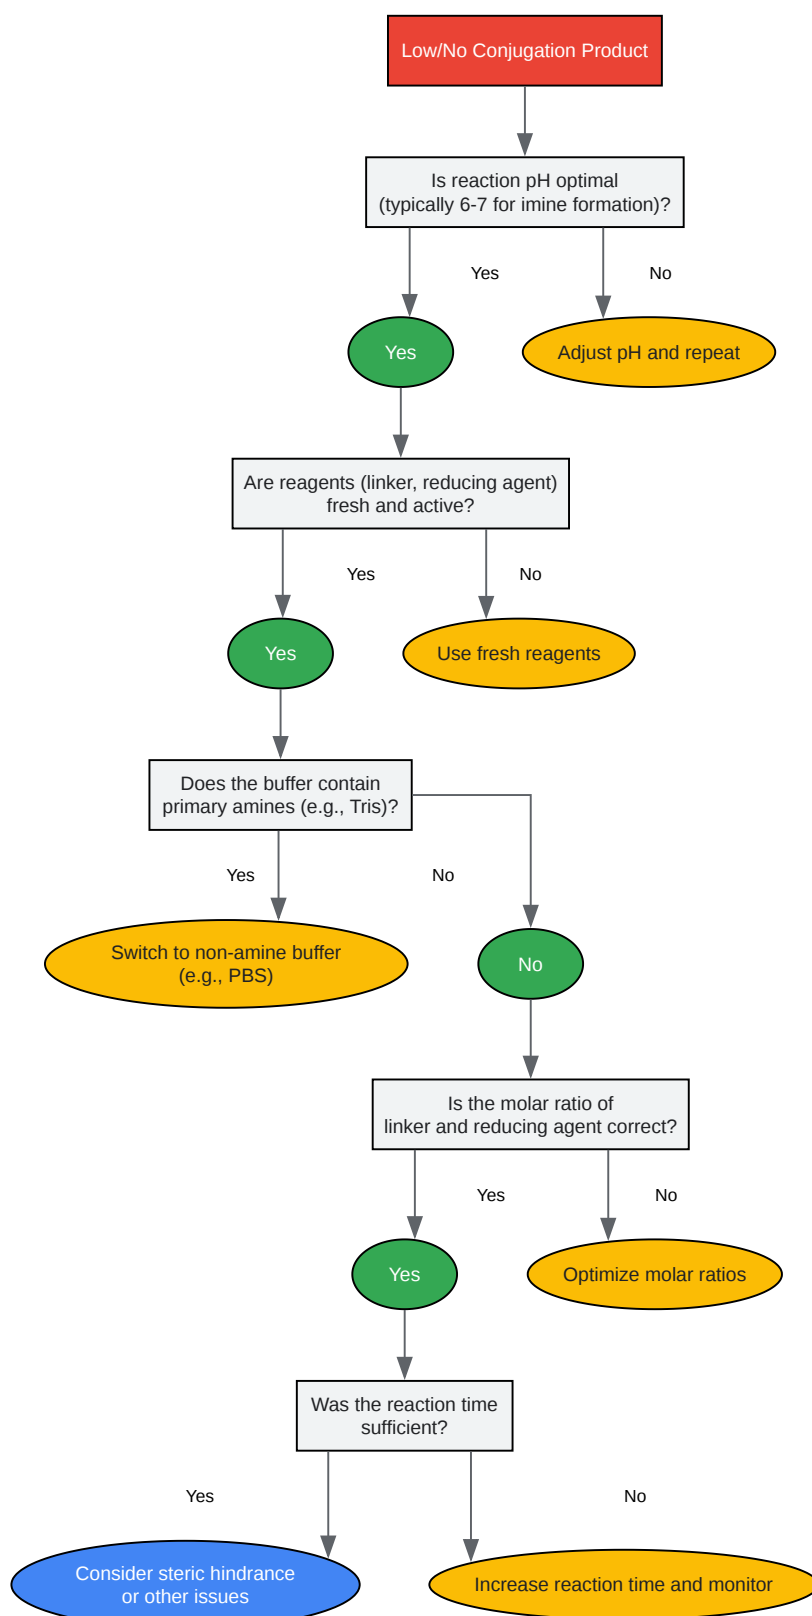 Low/No Conjugation Product
Is reaction pH optimal
(typically 6-7 for imine formation)?
Yes
No
Yes
Adjust pH and repeat
Are reagents (linker, reducing agent)
fresh and active?
Yes
No
Yes
Use fresh reagents
Does the buffer contain
primary amines (e.g., Tris)?
Yes
No
Switch to non-amine buffer
(e.g., PBS)
No
Is the molar ratio of
linker and reducing agent correct?
Yes
No
Yes
Optimize molar ratios
Was the reaction time
sufficient?
Yes
No
Consider steric hindrance
or other issues
Increase reaction time and monitor